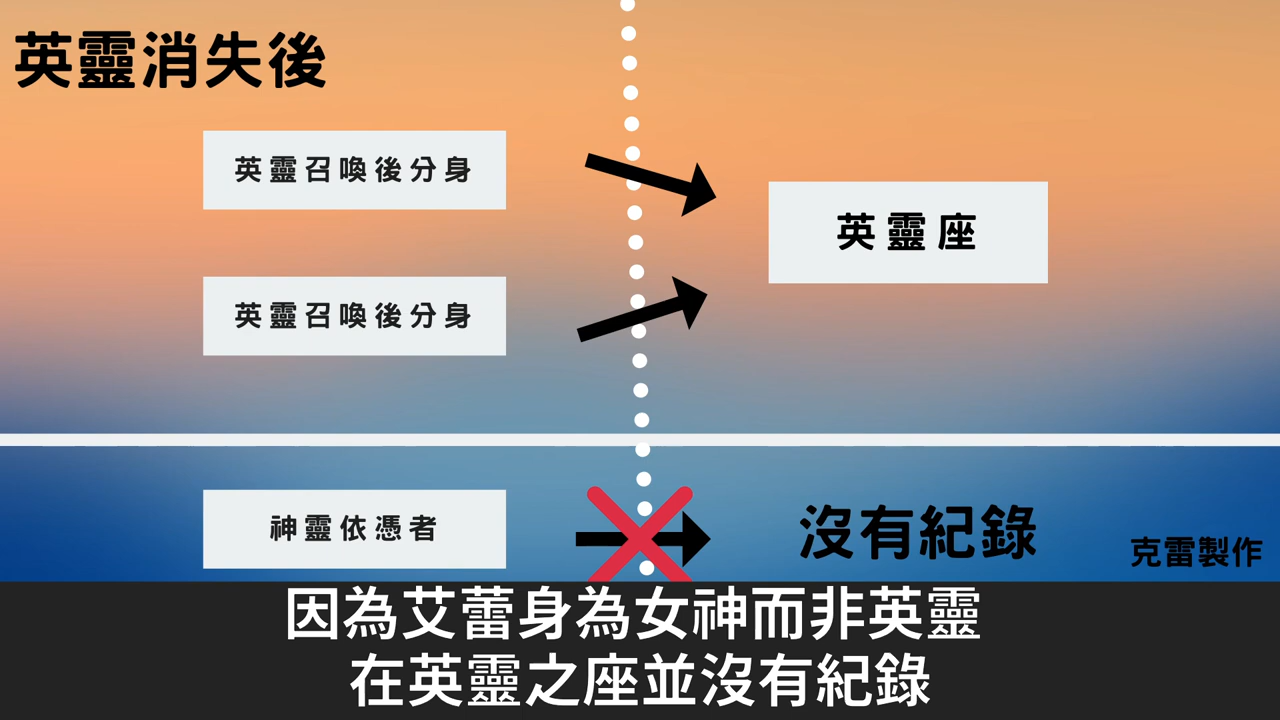 英靈消失後
英靈召喚後分身
英靈座
英靈召喚後分身
神靈依憑者
沒有紀錄
克雷製作
因為艾蕾身為女神而非英靈
在英靈之座並沒有紀錄